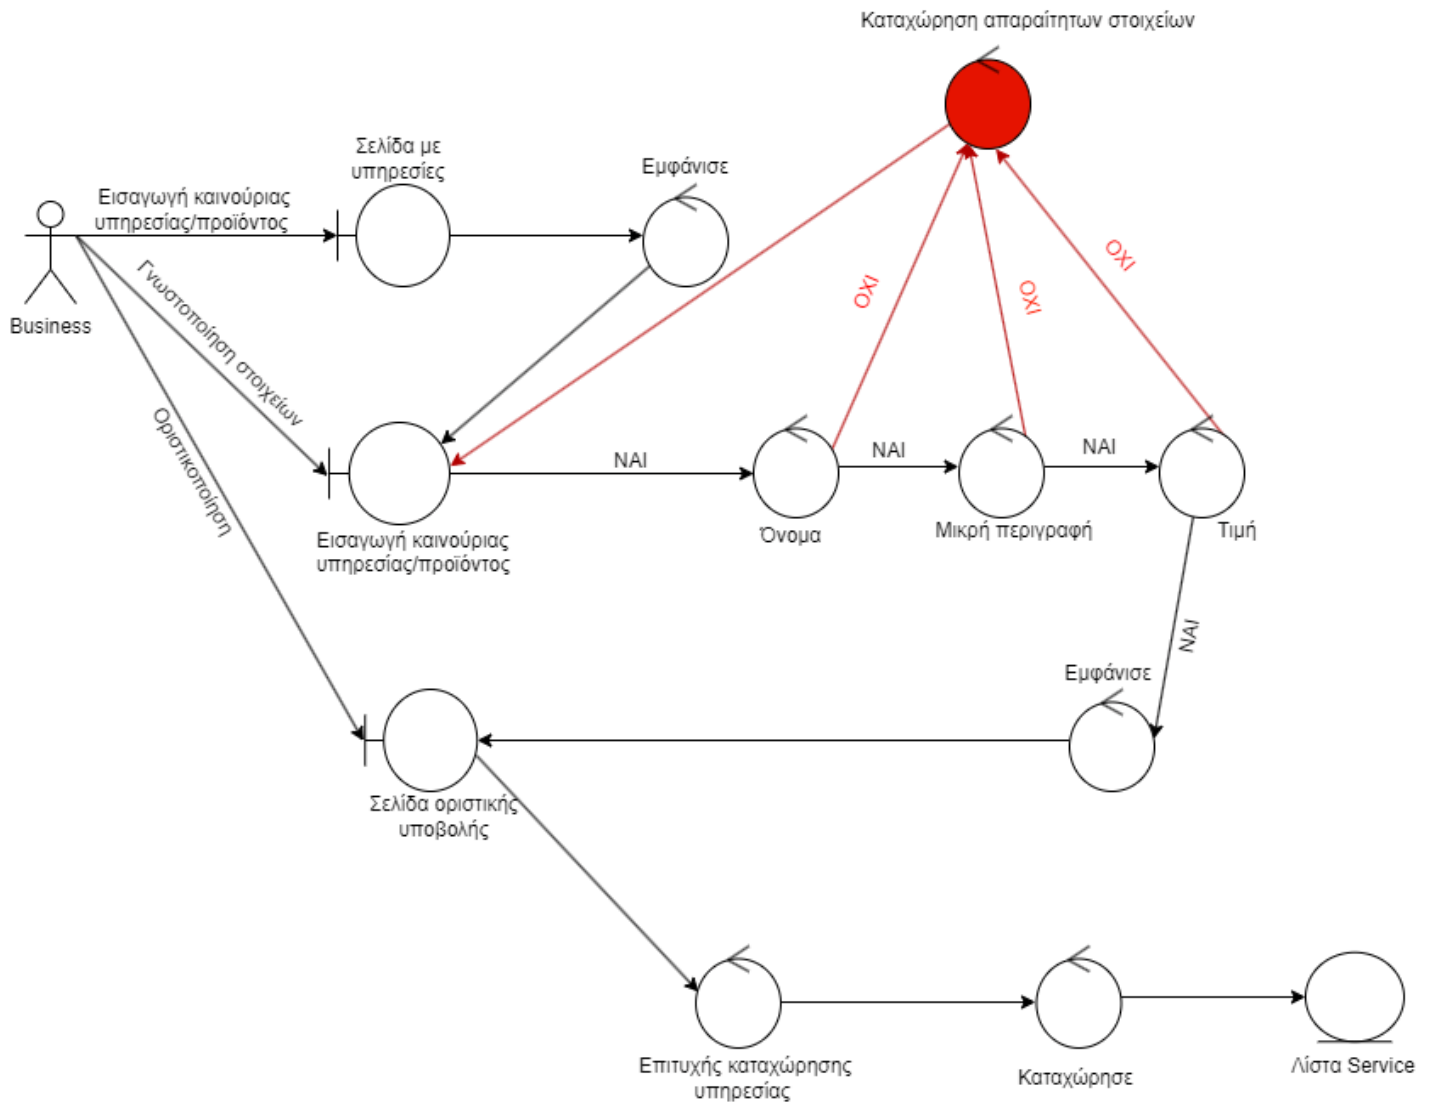 Καταχώρηση απαραίτητων στοιχείων
Σελίδα με
υπηρεσίες
Εμφάνισε
Εισαγωγή καινούριας
υπηρεσίας/προϊόντος
Business
Γνωστοποίηση στοιχείων
Οριστικοποίηση
ΟΧΙ
ΟΧΙ
ΟΧΙ
ΝΑΙ
ΝΑΙ
ΝΑΙ
Όνομα
Μικρή περιγραφή
Τιμή
Εισαγωγή καινούριας
υπηρεσίας/προϊόντος
ΝΑΙ
Εμφάνισε
Σελίδα οριστικής
υποβολής
Επιτυχής καταχώρησης
υπηρεσίας
Καταχώρησε
Λίστα Service